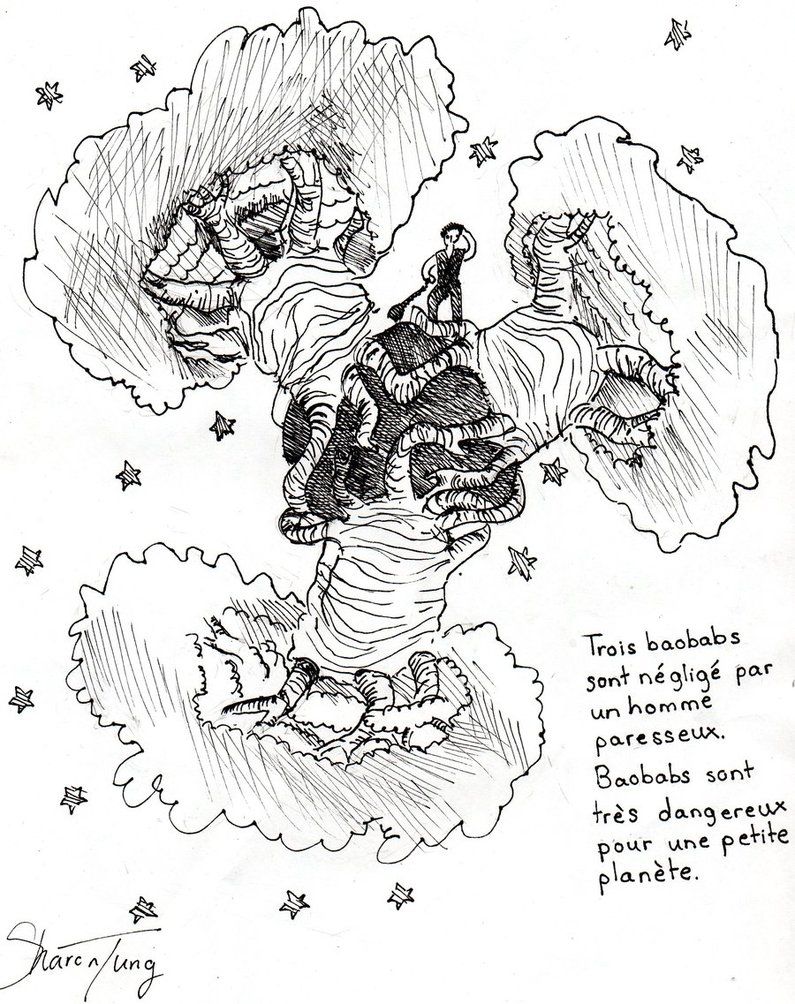 Trois baobabs
sont négligé par
un homme
paresseux.
Baobabs sont
très dangereux
pour une petite
planète.
Sharon Tung